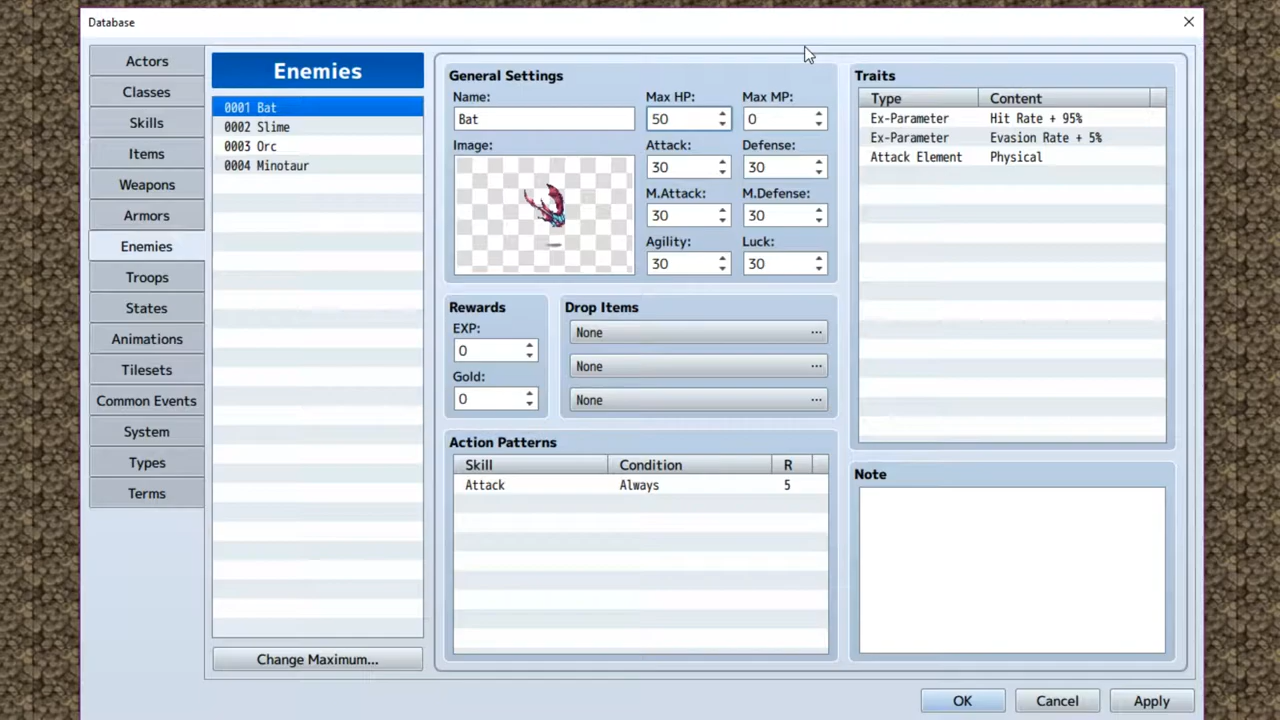 Database
Actors
Classes
Skills
Items
Weapons
Armors
Enemies
Troops
States
Animations
Tilesets
Common Events
System
Types
Terms
Enemies
0001 Bat
0002 Slime
0003 Orc
0004 Minotaur
Change Maximum...
General Settings
Name:
Bat
Image:
Max HP: Max MP:
50 0
Attack: Defense:
30 30
M.Attack: M.Defense:
30 30
Agility: Luck:
30 30
Rewards
EXP:
0
Gold:
0
Drop Items
None ...
None ...
None ...
Action Patterns
Skill Condition R
Attack Always 5
Traits
Type Content
Ex-Parameter Hit Rate + 95%
Ex-Parameter Evasion Rate + 5%
Attack Element Physical
Note
OK Cancel Apply